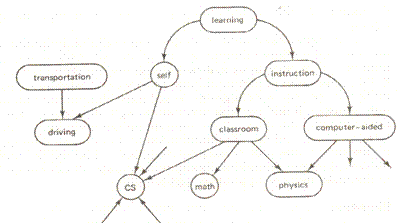 learning
transportation
self
instruction
driving
classroom
computer-aided
CS
math
physics